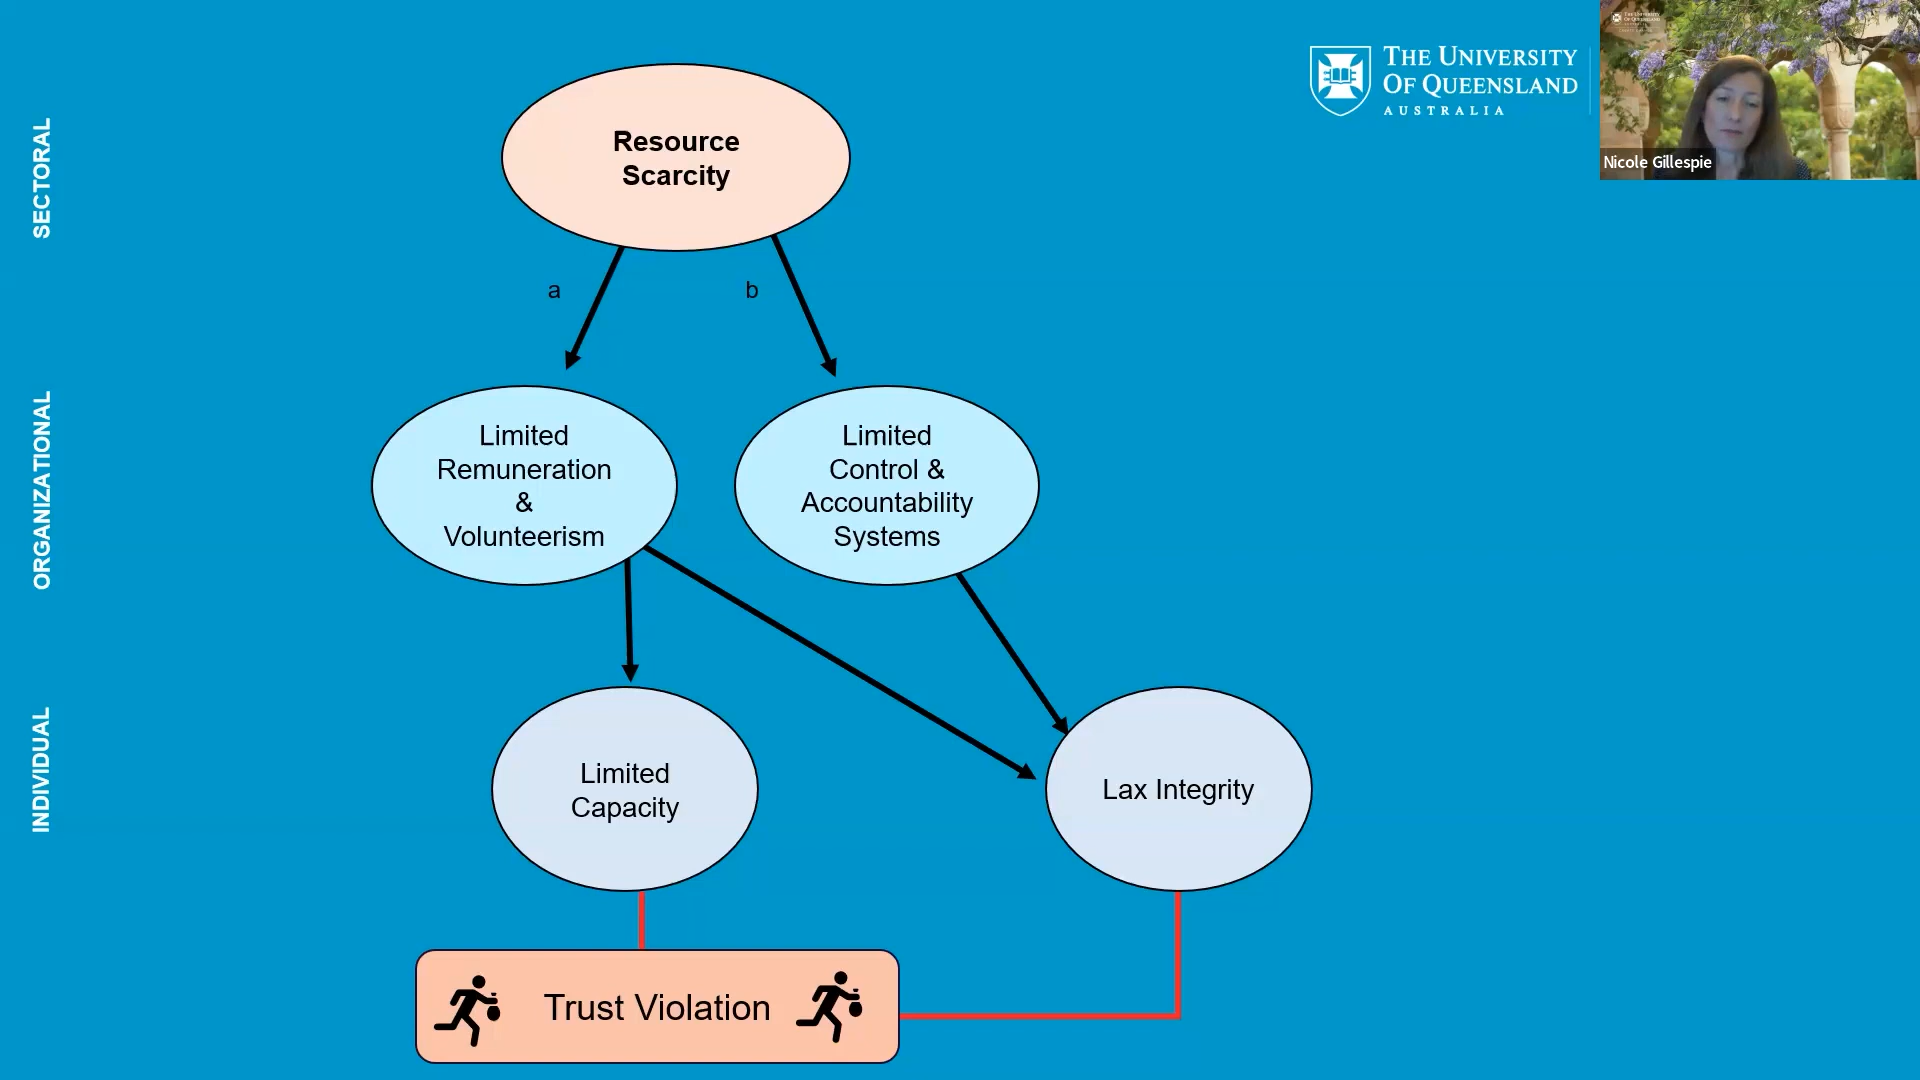 THE UNIVERSITY
OF QUEENSLAND
AUSTRALIA
Nicole Gillespie
SECTORAL
Resource
Scarcity
a
b
ORGANIZATIONAL
Limited
Remuneration
&
Volunteerism
Limited
Control &
Accountability
Systems
INDIVIDUAL
Limited
Capacity
Lax Integrity
Trust Violation